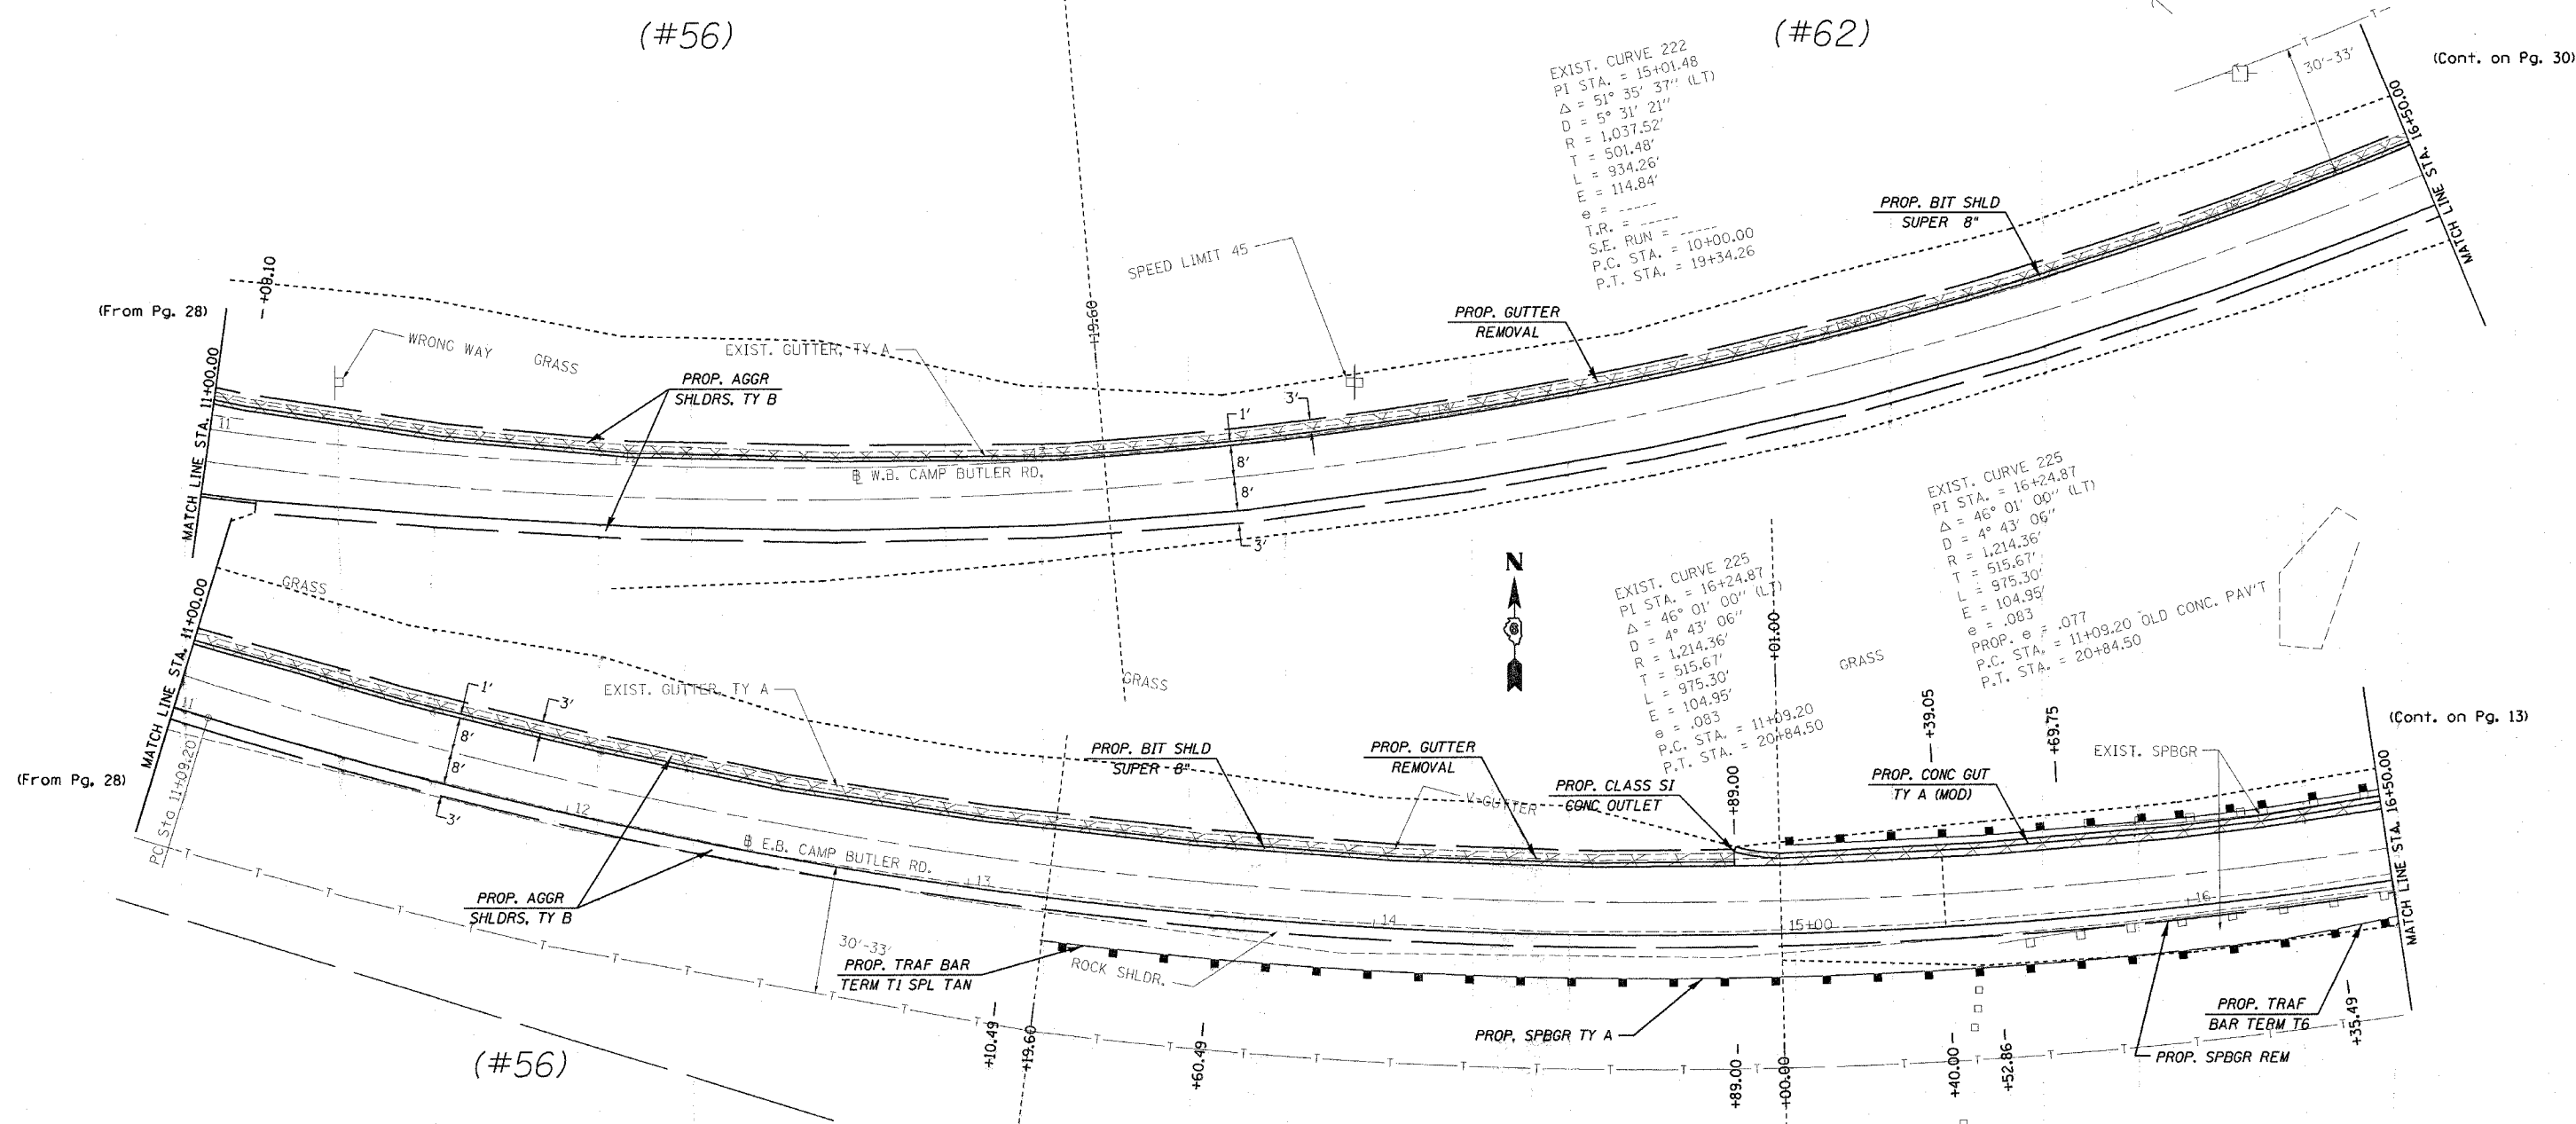 (#56)
(#62)
(Cont. on Pg. 30)
30'-33'
MATCH LINE STA. 16+50.00
MATCH LINE STA.
EXIST. CURVE 222
PI STA. = 15+01.48
Δ = 51° 35' 37" (LT)
D = 5° 31' 21"
R = 1,037.52'
T = 501.48'
L = 934.26'
E = 114.84'
e = -----
T.R. = -----
S.E. RUN = -----
P.C. STA. = 10+00.00
P.T. STA. = 19+34.26
PROP. BIT SHLD
SUPER 8"
SPEED LIMIT 45
+09.10
(From Pg. 28)
WRONG WAY
GRASS
EXIST. GUTTER, TY A
+19.60
PROP. GUTTER
REMOVAL
PROP. AGGR
SHLDRS, TY B
MATCH LINE STA. 11+00.00
11
12
13
14
15+00
16
1'
3'
8'
8'
3'
℄ W.B. CAMP BUTLER RD.
N
EXIST. CURVE 225
PI STA. = 16+24.87
Δ = 46° 01' 00" (LT)
D = 4° 43' 06"
R = 1,214.36'
T = 515.67'
L = 975.30'
E = 104.95'
e = .083
PROP. e = .077
P.C. STA. = 11+09.20 OLD CONC. PAV'T
P.T. STA. = 20+84.50
EXIST. CURVE 225
PI STA. = 16+24.87
Δ = 46° 01' 00" (LT)
D = 4° 43' 06"
R = 1,214.36'
T = 515.67'
L = 975.30'
E = 104.95'
e = .083
P.C. STA. = 11+09.20
P.T. STA. = 20+84.50
+01.00
GRASS
GRASS
GRASS
MATCH LINE STA. 11+00.00
(From Pg. 28)
PC Sta 11+09.20
11
1'
3'
8'
8'
3'
EXIST. GUTTER, TY A
PROP. BIT SHLD
SUPER 8"
PROP. GUTTER
REMOVAL
V-GUTTER
PROP. CLASS SI
CONC OUTLET
+89.00
+39.05
+69.75
PROP. CONC GUT
TY A (MOD)
EXIST. SPBGR
(Cont. on Pg. 13)
MATCH LINE STA. 16+50.00
12
℄ E.B. CAMP BUTLER RD.
13
14
15+00
16
PROP. AGGR
SHLDRS, TY B
30'-33'
PROP. TRAF BAR
TERM T1 SPL TAN
ROCK SHLDR.
PROP. SPBGR TY A
PROP. TRAF
BAR TERM T6
PROP. SPBGR REM
+10.49
+19.60
+60.49
+89.00
+00.00
+40.00
+52.86
+35.49
(#56)